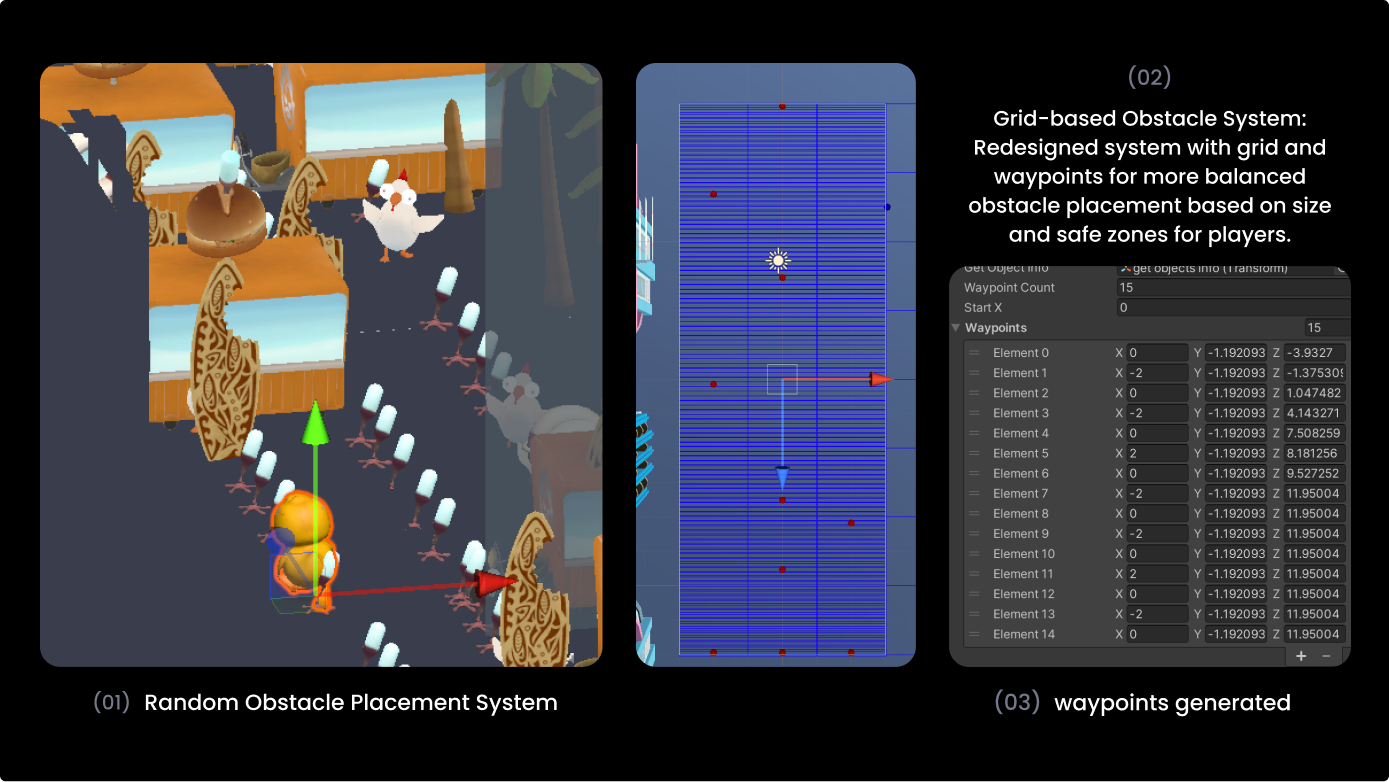 (02)
Grid-based Obstacle System:
Redesigned system with grid and
waypoints for more balanced
obstacle placement based on size
and safe zones for players.
Get Object Info get objects info (Transform)
Waypoint Count 15
Start X 0
Waypoints 15
Element 0 X 0 Y -1.192093 Z -3.9327
Element 1 X -2 Y -1.192093 Z -1.375309
Element 2 X 0 Y -1.192093 Z 1.047482
Element 3 X -2 Y -1.192093 Z 4.143271
Element 4 X 0 Y -1.192093 Z 7.508259
Element 5 X 2 Y -1.192093 Z 8.181256
Element 6 X 0 Y -1.192093 Z 9.527252
Element 7 X -2 Y -1.192093 Z 11.95004
Element 8 X 0 Y -1.192093 Z 11.95004
Element 9 X -2 Y -1.192093 Z 11.95004
Element 10 X 0 Y -1.192093 Z 11.95004
Element 11 X 2 Y -1.192093 Z 11.95004
Element 12 X 0 Y -1.192093 Z 11.95004
Element 13 X -2 Y -1.192093 Z 11.95004
Element 14 X 0 Y -1.192093 Z 11.95004
+ −
(01) Random Obstacle Placement System
(03) waypoints generated